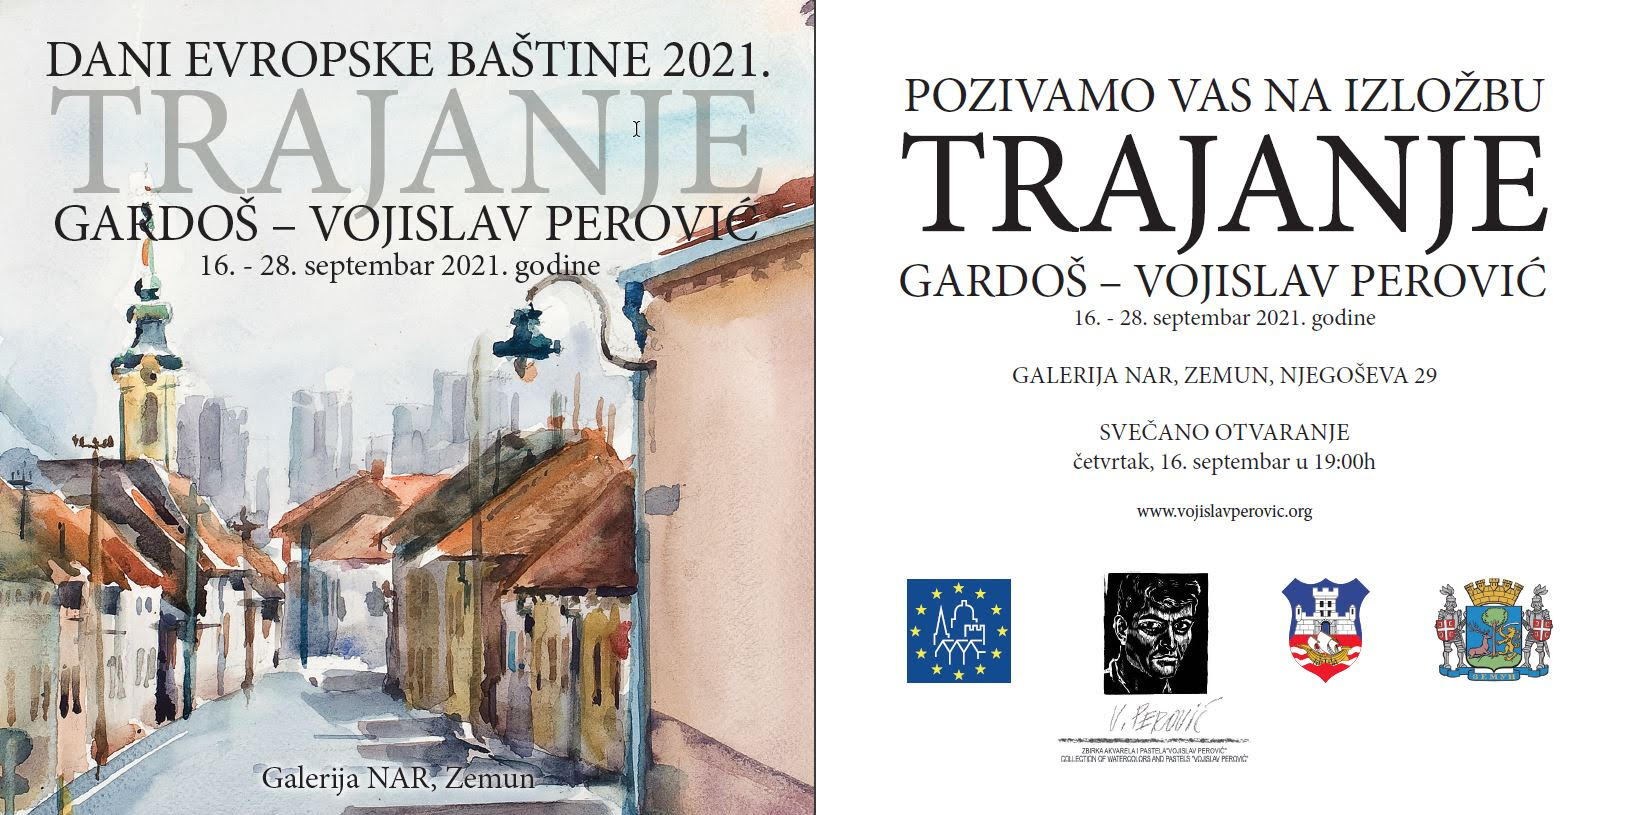 DANI EVROPSKE BAŠTINE 2021.
TRAJANJE
GARDOŠ – VOJISLAV PEROVIĆ
16. - 28. septembar 2021. godine
Galerija NAR, Zemun
POZIVAMO VAS NA IZLOŽBU
TRAJANJE
GARDOŠ – VOJISLAV PEROVIĆ
16. - 28. septembar 2021. godine
GALERIJA NAR, ZEMUN, NJEGOŠEVA 29
SVEČANO OTVARANJE
četvrtak, 16. septembar u 19:00h
www.vojislavperovic.org
ЗЕМУН
V. PEROVIĆ
ZBIRKA AKVARELA I PASTELA "VOJISLAV PEROVIĆ"
COLLECTION OF WATERCOLORS AND PASTELS "VOJISLAV PEROVIĆ"